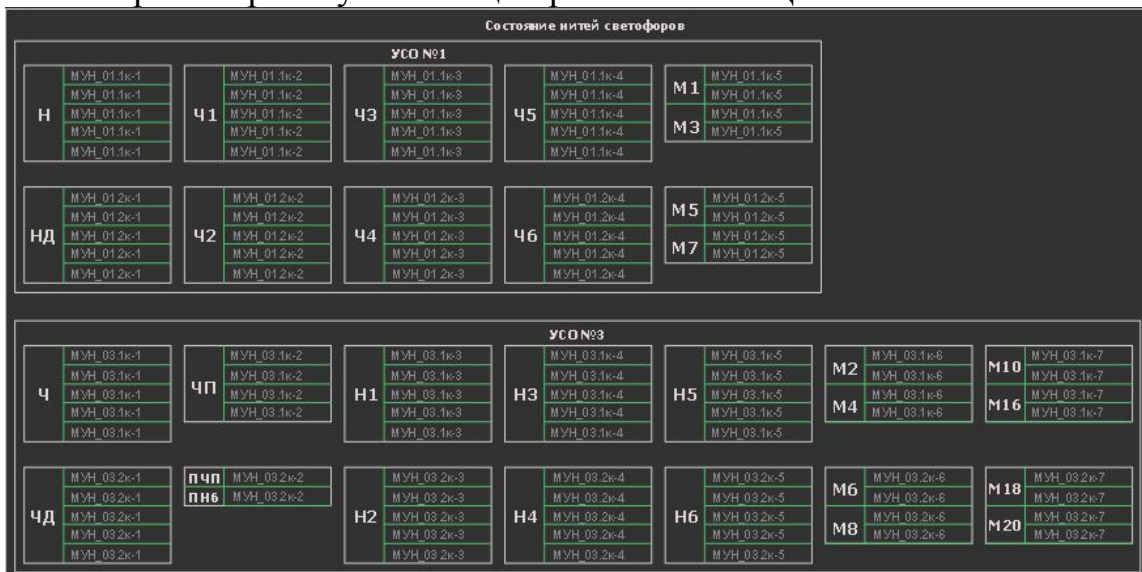 Состояние нитей светофоров
УСО №1
Н
МУН_01.1к-1
МУН_01.1к-1
МУН_01.1к-1
МУН_01.1к-1
МУН_01.1к-1
Ч1
МУН_01.1к-2
МУН_01.1к-2
МУН_01.1к-2
МУН_01.1к-2
МУН_01.1к-2
Ч3
МУН_01.1к-3
МУН_01.1к-3
МУН_01.1к-3
МУН_01.1к-3
МУН_01.1к-3
Ч5
МУН_01.1к-4
МУН_01.1к-4
МУН_01.1к-4
МУН_01.1к-4
МУН_01.1к-4
М1
М3
МУН_01.1к-5
МУН_01.1к-5
МУН_01.1к-5
МУН_01.1к-5
НД
МУН_01.2к-1
МУН_01.2к-1
МУН_01.2к-1
МУН_01.2к-1
МУН_01.2к-1
Ч2
МУН_01.2к-2
МУН_01.2к-2
МУН_01.2к-2
МУН_01.2к-2
МУН_01.2к-2
Ч4
МУН_01.2к-3
МУН_01.2к-3
МУН_01.2к-3
МУН_01.2к-3
МУН_01.2к-3
Ч6
МУН_01.2к-4
МУН_01.2к-4
МУН_01.2к-4
МУН_01.2к-4
МУН_01.2к-4
М5
М7
МУН_01.2к-5
МУН_01.2к-5
МУН_01.2к-5
МУН_01.2к-5
УСО №3
Ч
МУН_03.1к-1
МУН_03.1к-1
МУН_03.1к-1
МУН_03.1к-1
МУН_03.1к-1
ЧП
МУН_03.1к-2
МУН_03.1к-2
МУН_03.1к-2
МУН_03.1к-2
Н1
МУН_03.1к-3
МУН_03.1к-3
МУН_03.1к-3
МУН_03.1к-3
МУН_03.1к-3
Н3
МУН_03.1к-4
МУН_03.1к-4
МУН_03.1к-4
МУН_03.1к-4
МУН_03.1к-4
Н5
МУН_03.1к-5
МУН_03.1к-5
МУН_03.1к-5
МУН_03.1к-5
МУН_03.1к-5
М2
М4
МУН_03.1к-6
МУН_03.1к-6
МУН_03.1к-6
МУН_03.1к-6
М10
М16
МУН_03.1к-7
МУН_03.1к-7
МУН_03.1к-7
МУН_03.1к-7
ЧД
МУН_03.2к-1
МУН_03.2к-1
МУН_03.2к-1
МУН_03.2к-1
МУН_03.2к-1
ПЧП
ПН6
МУН_03.2к-2
МУН_03.2к-2
Н2
МУН_03.2к-3
МУН_03.2к-3
МУН_03.2к-3
МУН_03.2к-3
МУН_03.2к-3
Н4
МУН_03.2к-4
МУН_03.2к-4
МУН_03.2к-4
МУН_03.2к-4
МУН_03.2к-4
Н6
МУН_03.2к-5
МУН_03.2к-5
МУН_03.2к-5
МУН_03.2к-5
МУН_03.2к-5
М6
М8
МУН_03.2к-6
МУН_03.2к-6
МУН_03.2к-6
МУН_03.2к-6
М18
М20
МУН_03.2к-7
МУН_03.2к-7
МУН_03.2к-7
МУН_03.2к-7